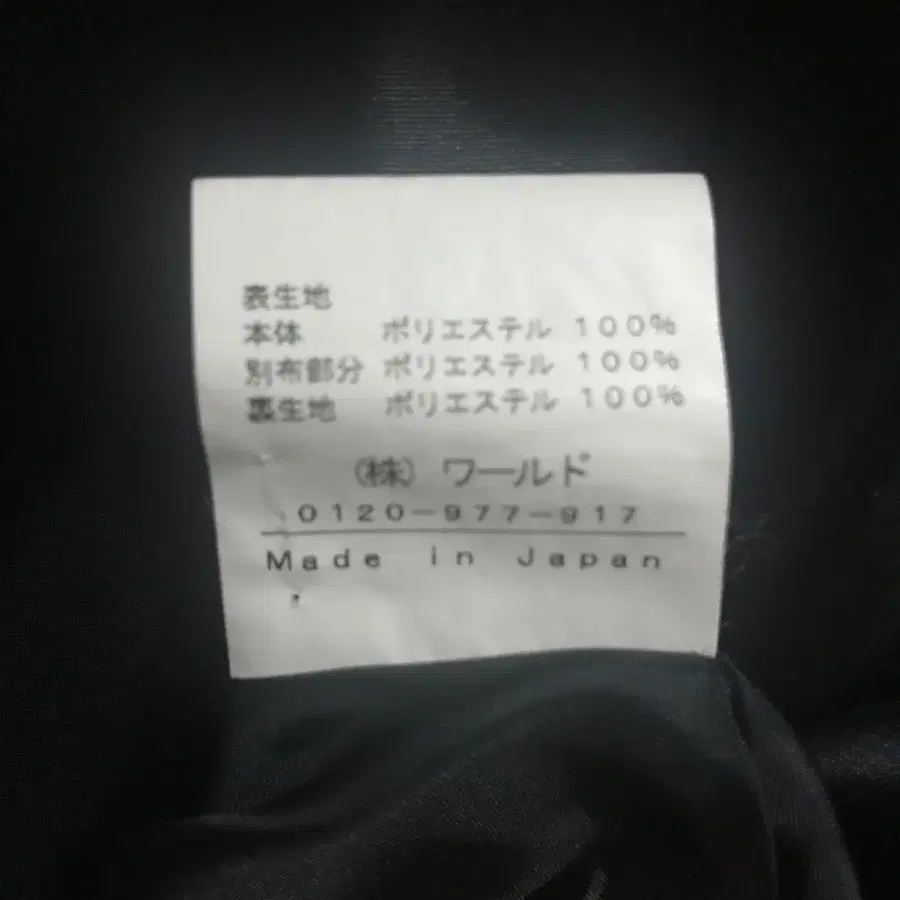 表生地
本体 ポリエステル 100%
別布部分 ポリエステル 100%
裏生地 ポリエステル 100%
(株) ワールド
0120-977-917
Made in Japan